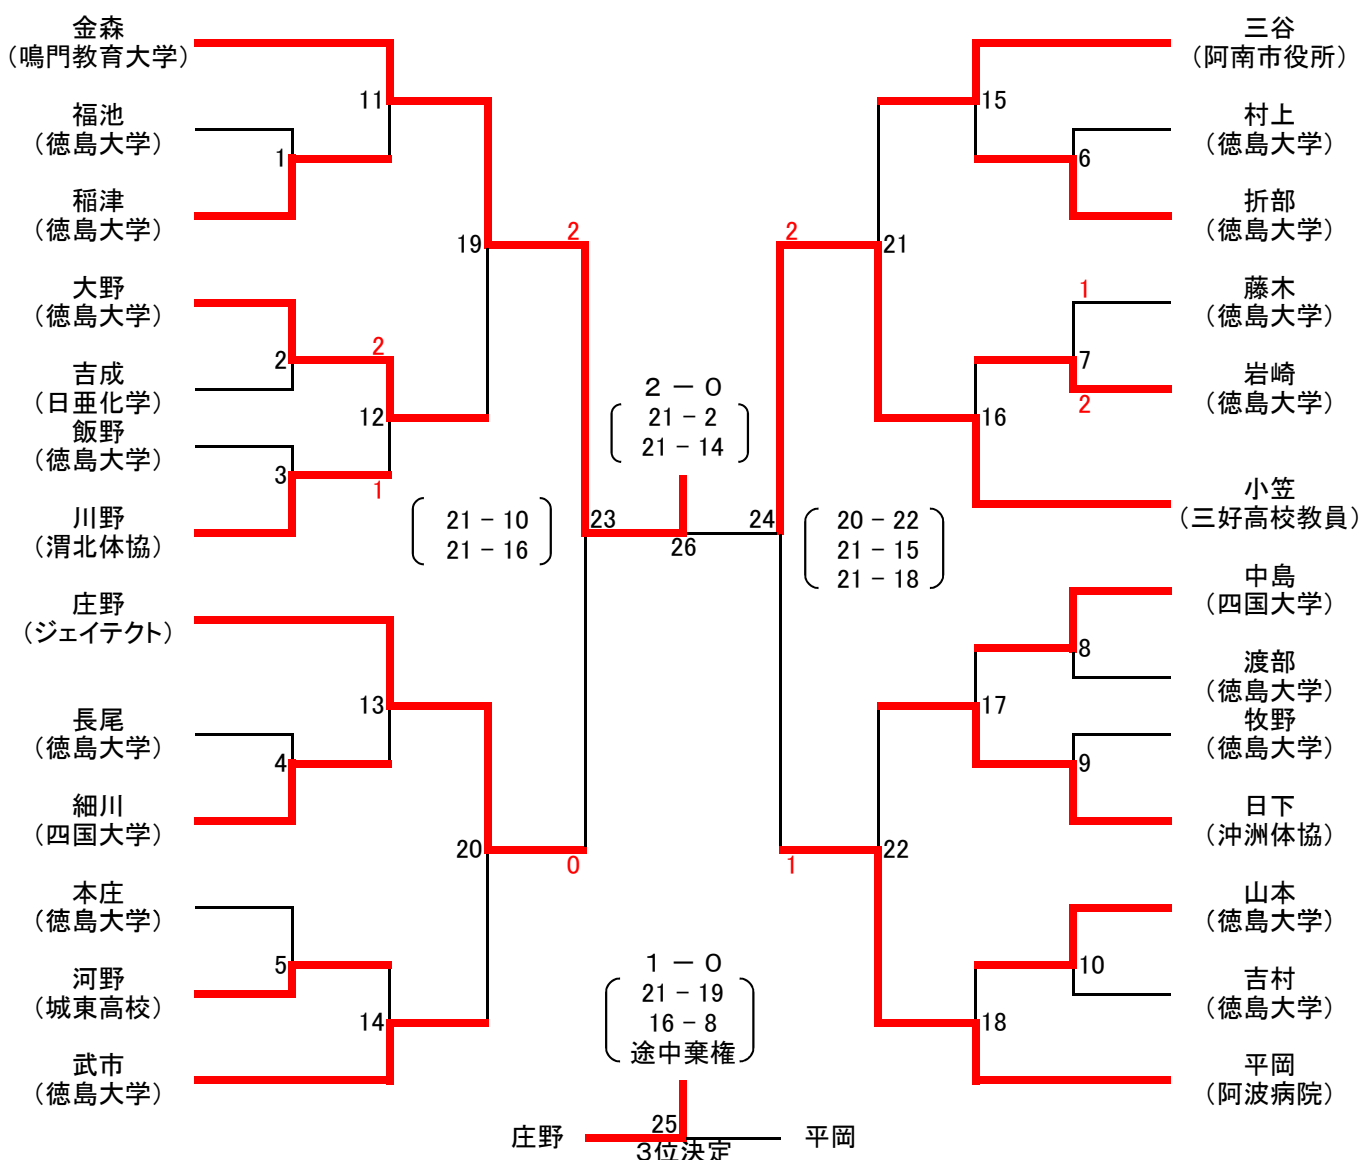 金森
（鳴門教育大学）
福池
（徳島大学）
稲津
（徳島大学）
大野
（徳島大学）
吉成
（日亜化学）
飯野
（徳島大学）
川野
（渭北体協）
庄野
（ジェイテクト）
長尾
（徳島大学）
細川
（四国大学）
本庄
（徳島大学）
河野
（城東高校）
武市
（徳島大学）
1
2
3
4
5
11
12
2
1
13
14
19
20
2
0
23
21 − 10
21 − 16
２ − ０
21 − 2
21 − 14
26
24
20 − 22
21 − 15
21 − 18
１ − ０
21 − 19
16 − 8
途中棄権
庄野
25
平岡
３位決定
2
1
21
22
15
16
17
18
6
1
7
2
8
9
10
三谷
（阿南市役所）
村上
（徳島大学）
折部
（徳島大学）
藤木
（徳島大学）
岩崎
（徳島大学）
小笠
（三好高校教員）
中島
（四国大学）
渡部
（徳島大学）
牧野
（徳島大学）
日下
（沖洲体協）
山本
（徳島大学）
吉村
（徳島大学）
平岡
（阿波病院）